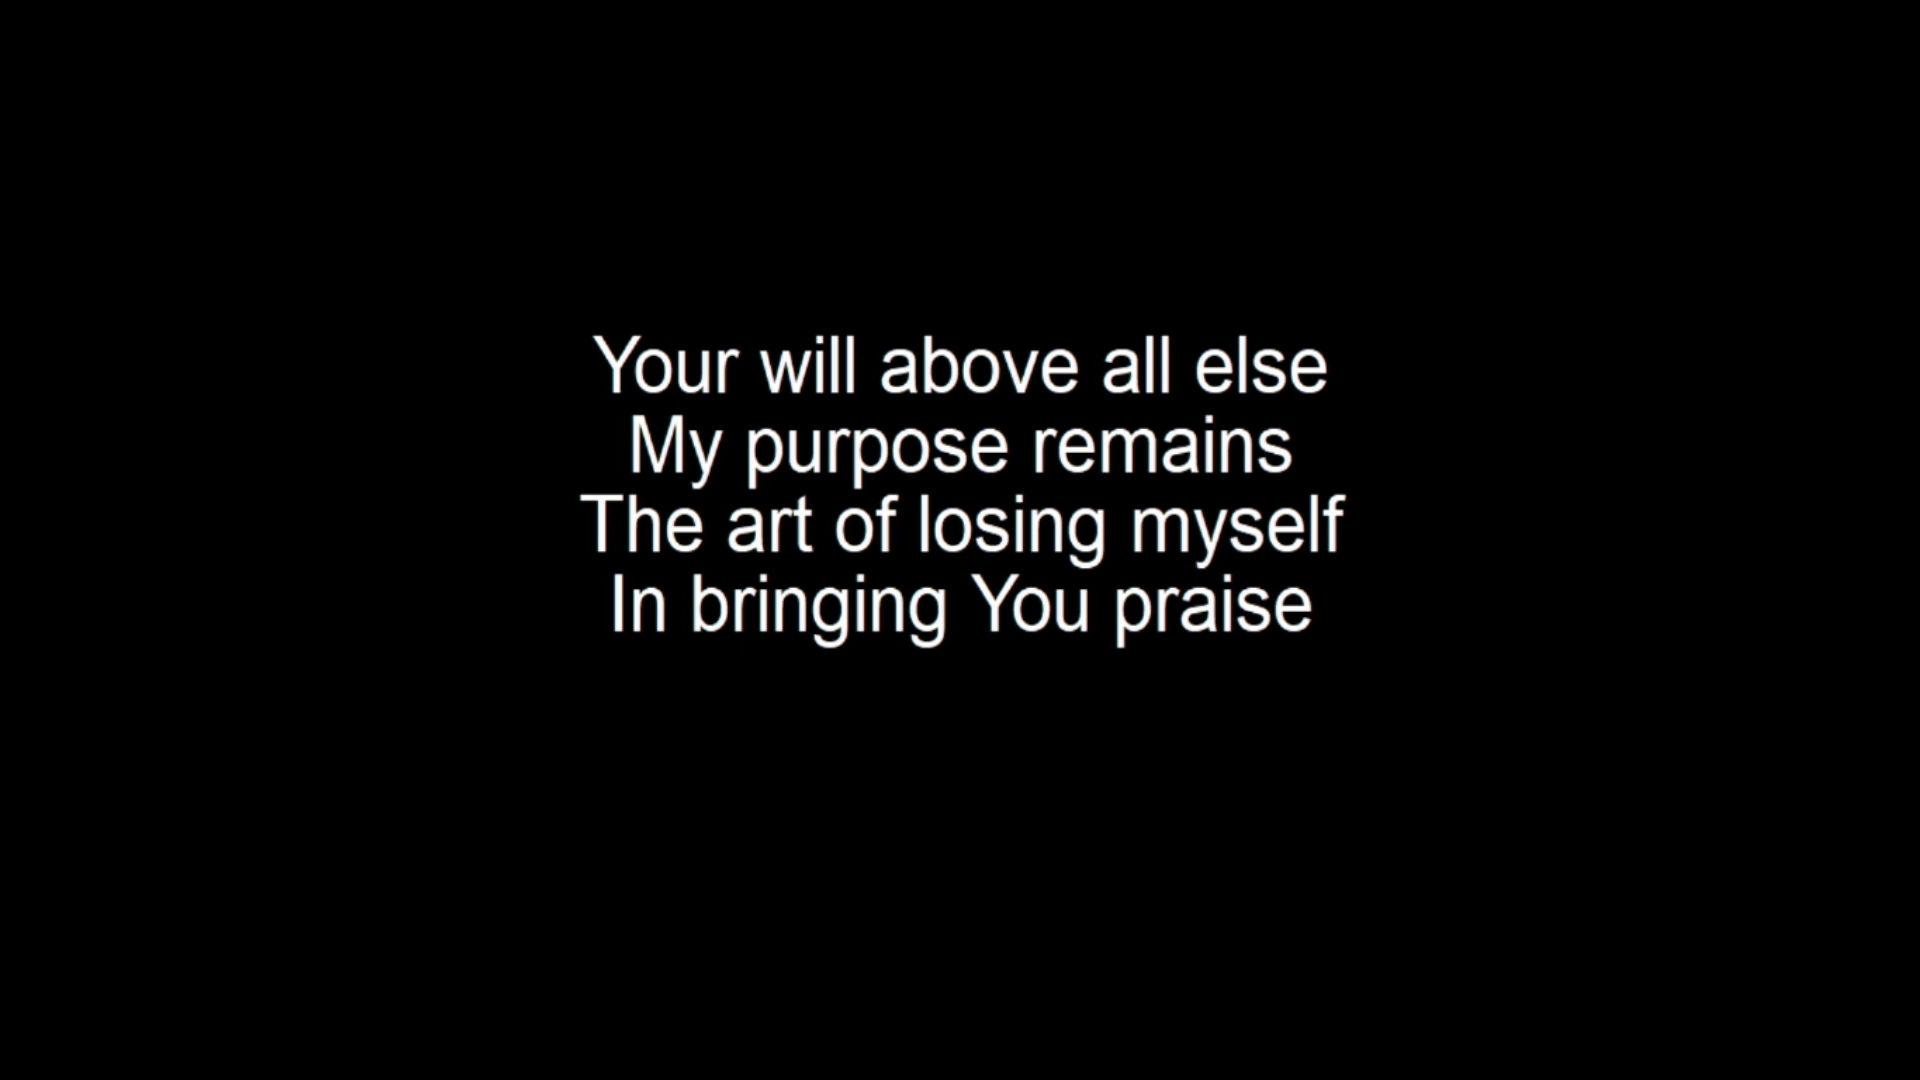 Your will above all else
My purpose remains
The art of losing myself
In bringing You praise